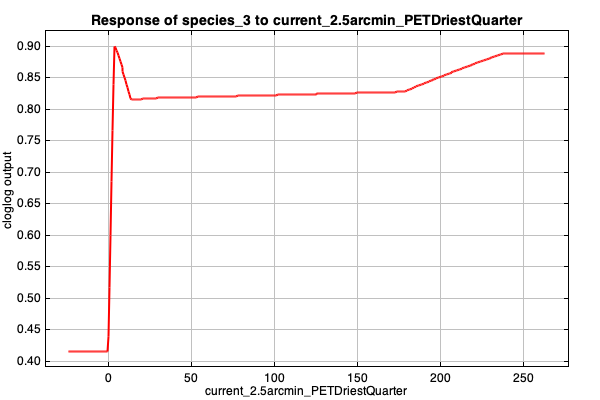 Response of species_3 to current_2.5arcmin_PETDriestQuarter
0.90
0.85
0.80
0.75
0.70
0.65
0.60
0.55
0.50
0.45
0.40
cloglog output
0 50 100 150 200 250
current_2.5arcmin_PETDriestQuarter